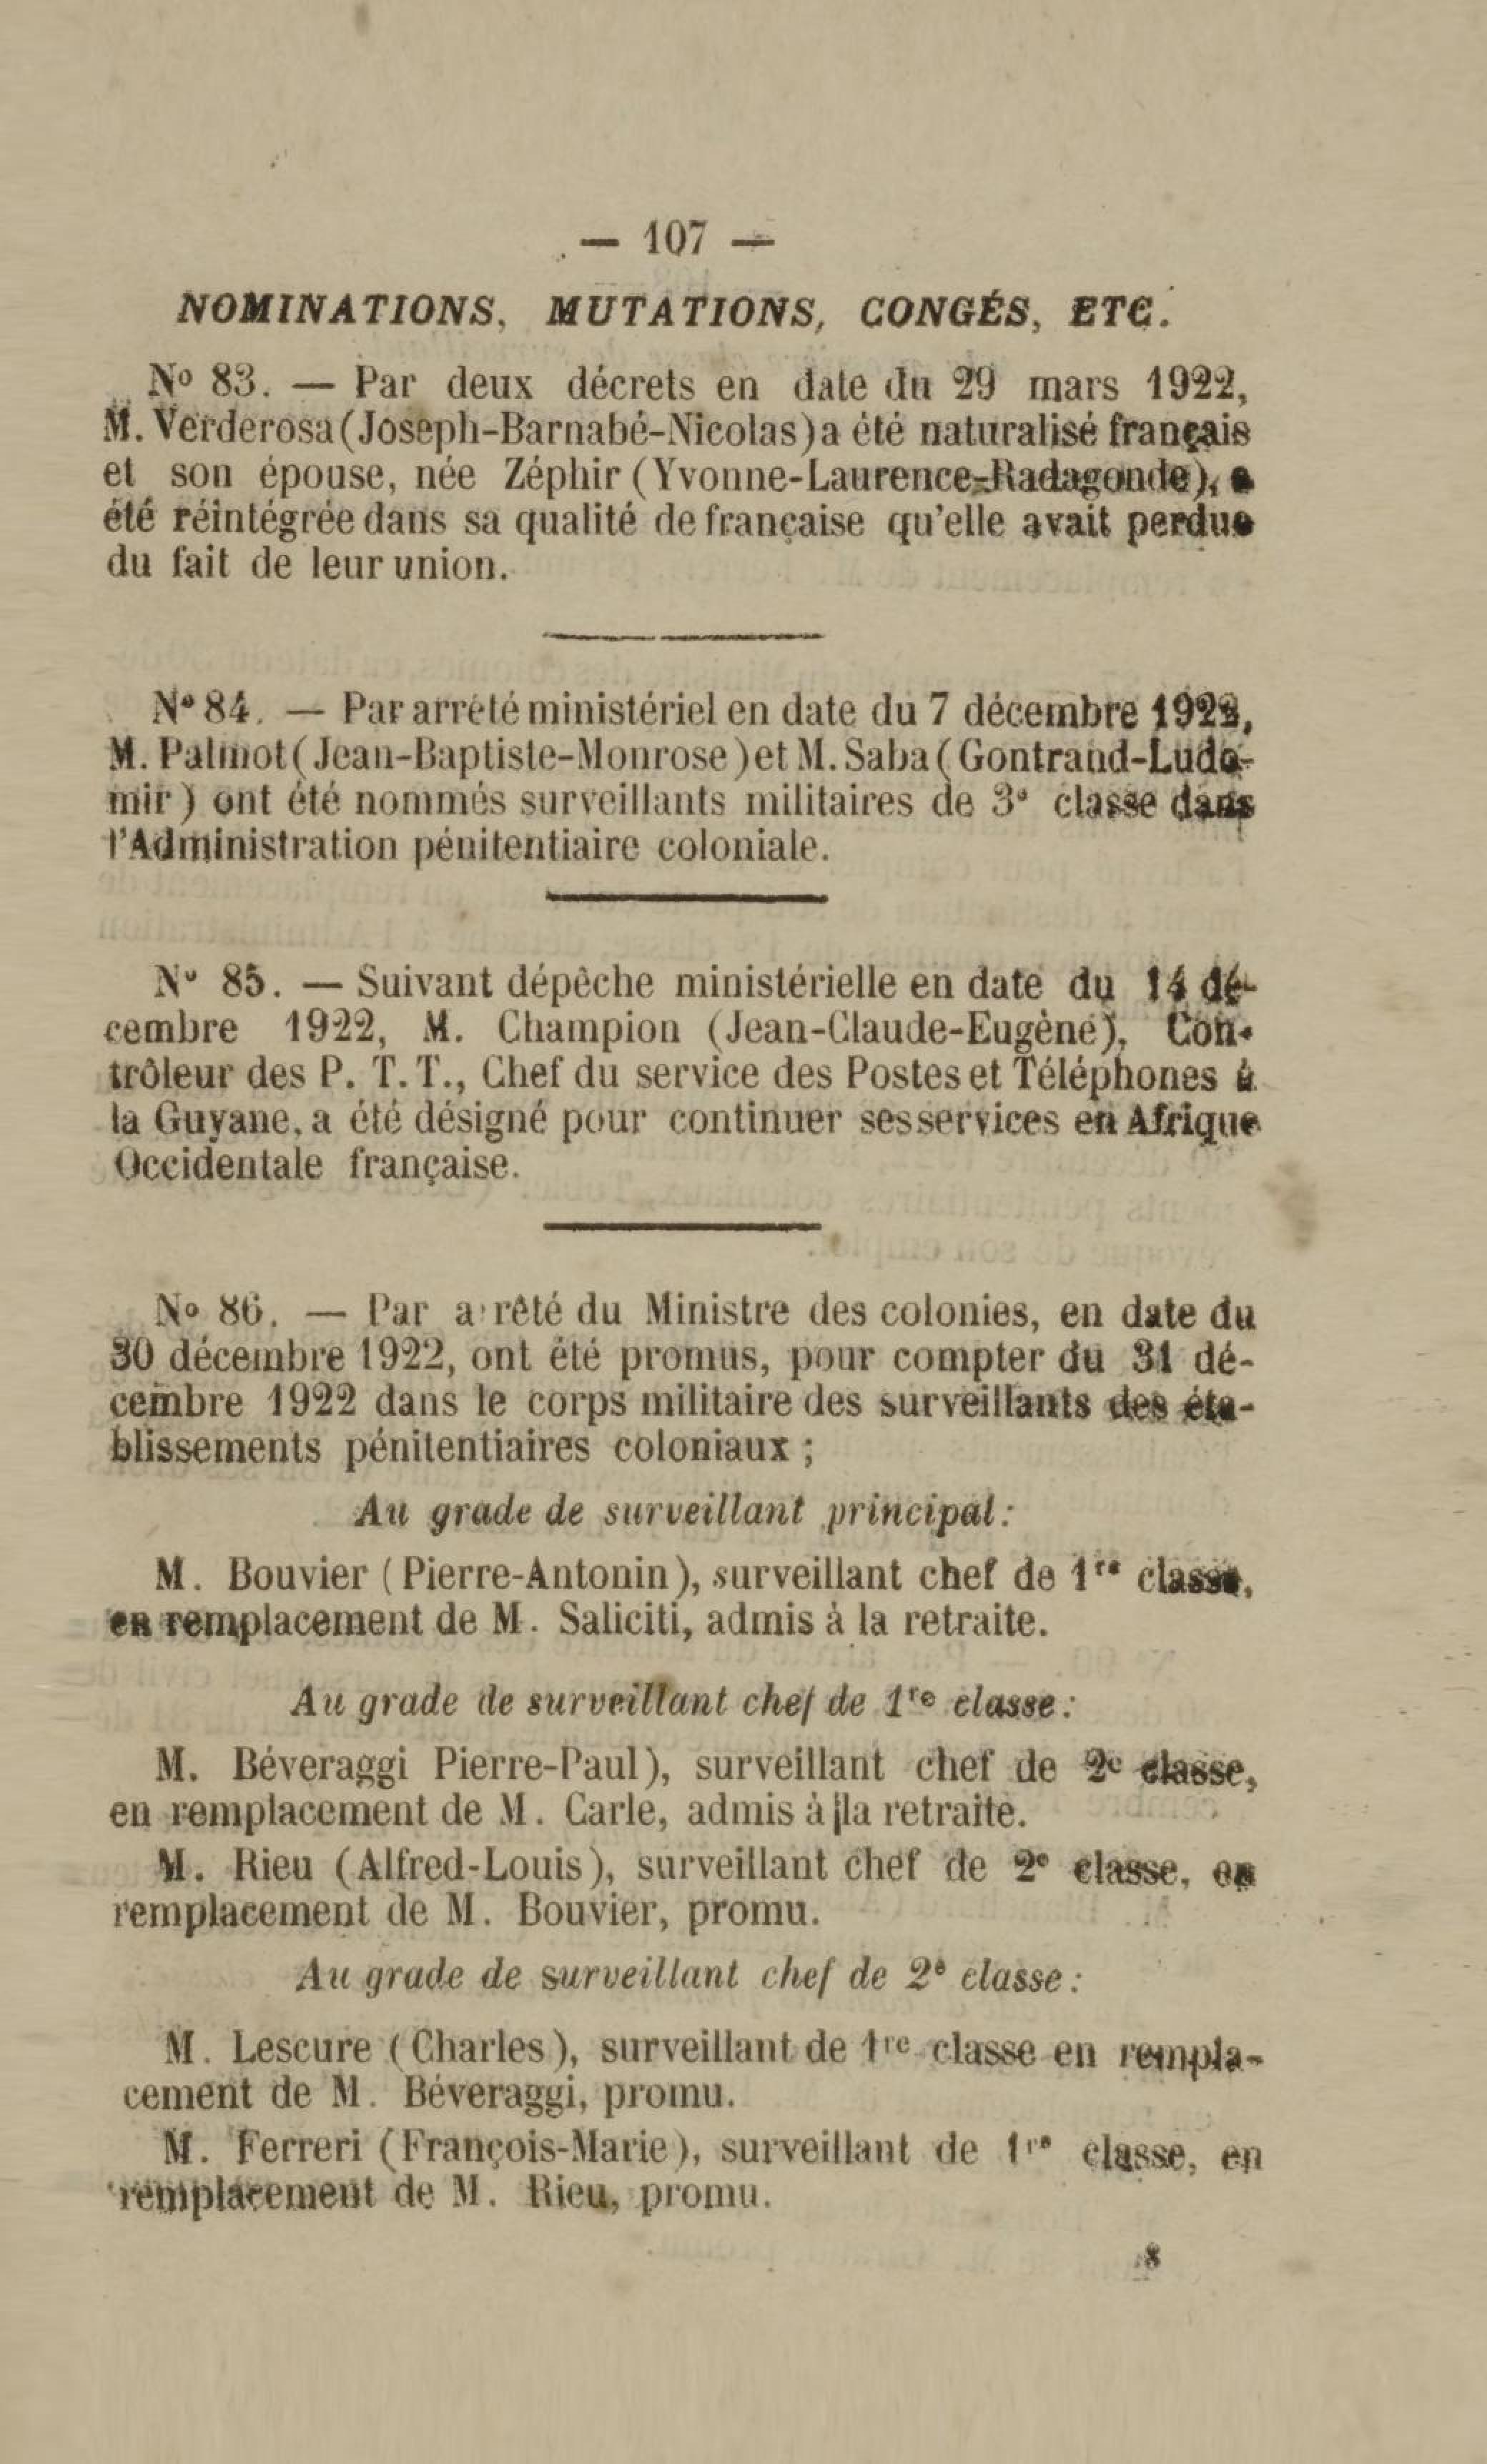 — 107 —
NOMINATIONS, MUTATIONS, CONGÉS, ETC.
Nº 83. — Par deux décrets en date du 29 mars 1922,
M. Verderosa (Joseph-Barnabé-Nicolas) a été naturalisé français
et son épouse, née Zéphir (Yvonne-Laurence-Radagonde), a
été réintégrée dans sa qualité de française qu'elle avait perdue
du fait de leur union.
Nº 84. — Par arrêté ministériel en date du 7 décembre 1922,
M. Palmot (Jean-Baptiste-Monrose) et M. Saba (Gontrand-Ludo-
mir) ont été nommés surveillants militaires de 3e classe dans
l'Administration pénitentiaire coloniale.
Nº 85. — Suivant dépêche ministérielle en date du 14 dé-
cembre 1922, M. Champion (Jean-Claude-Eugène), Con-
trôleur des P. T. T., Chef du service des Postes et Téléphones à
la Guyane, a été désigné pour continuer ses services en Afrique
Occidentale française.
Nº 86. — Par arrêté du Ministre des colonies, en date du
30 décembre 1922, ont été promus, pour compter du 31 dé-
cembre 1922 dans le corps militaire des surveillants des éta-
blissements pénitentiaires coloniaux ;
Au grade de surveillant principal :
M. Bouvier (Pierre-Antonin), surveillant chef de 1re classe,
en remplacement de M. Saliciti, admis à la retraite.
Au grade de surveillant chef de 1re classe :
M. Béveraggi Pierre-Paul), surveillant chef de 2e classe,
en remplacement de M. Carle, admis à la retraite.
M. Rieu (Alfred-Louis), surveillant chef de 2e classe, en
remplacement de M. Bouvier, promu.
Au grade de surveillant chef de 2e classe :
M. Lescure (Charles), surveillant de 1re classe en rempla-
cement de M. Béveraggi, promu.
M. Ferreri (François-Marie), surveillant de 1re classe, en
remplacement de M. Rieu, promu.
8